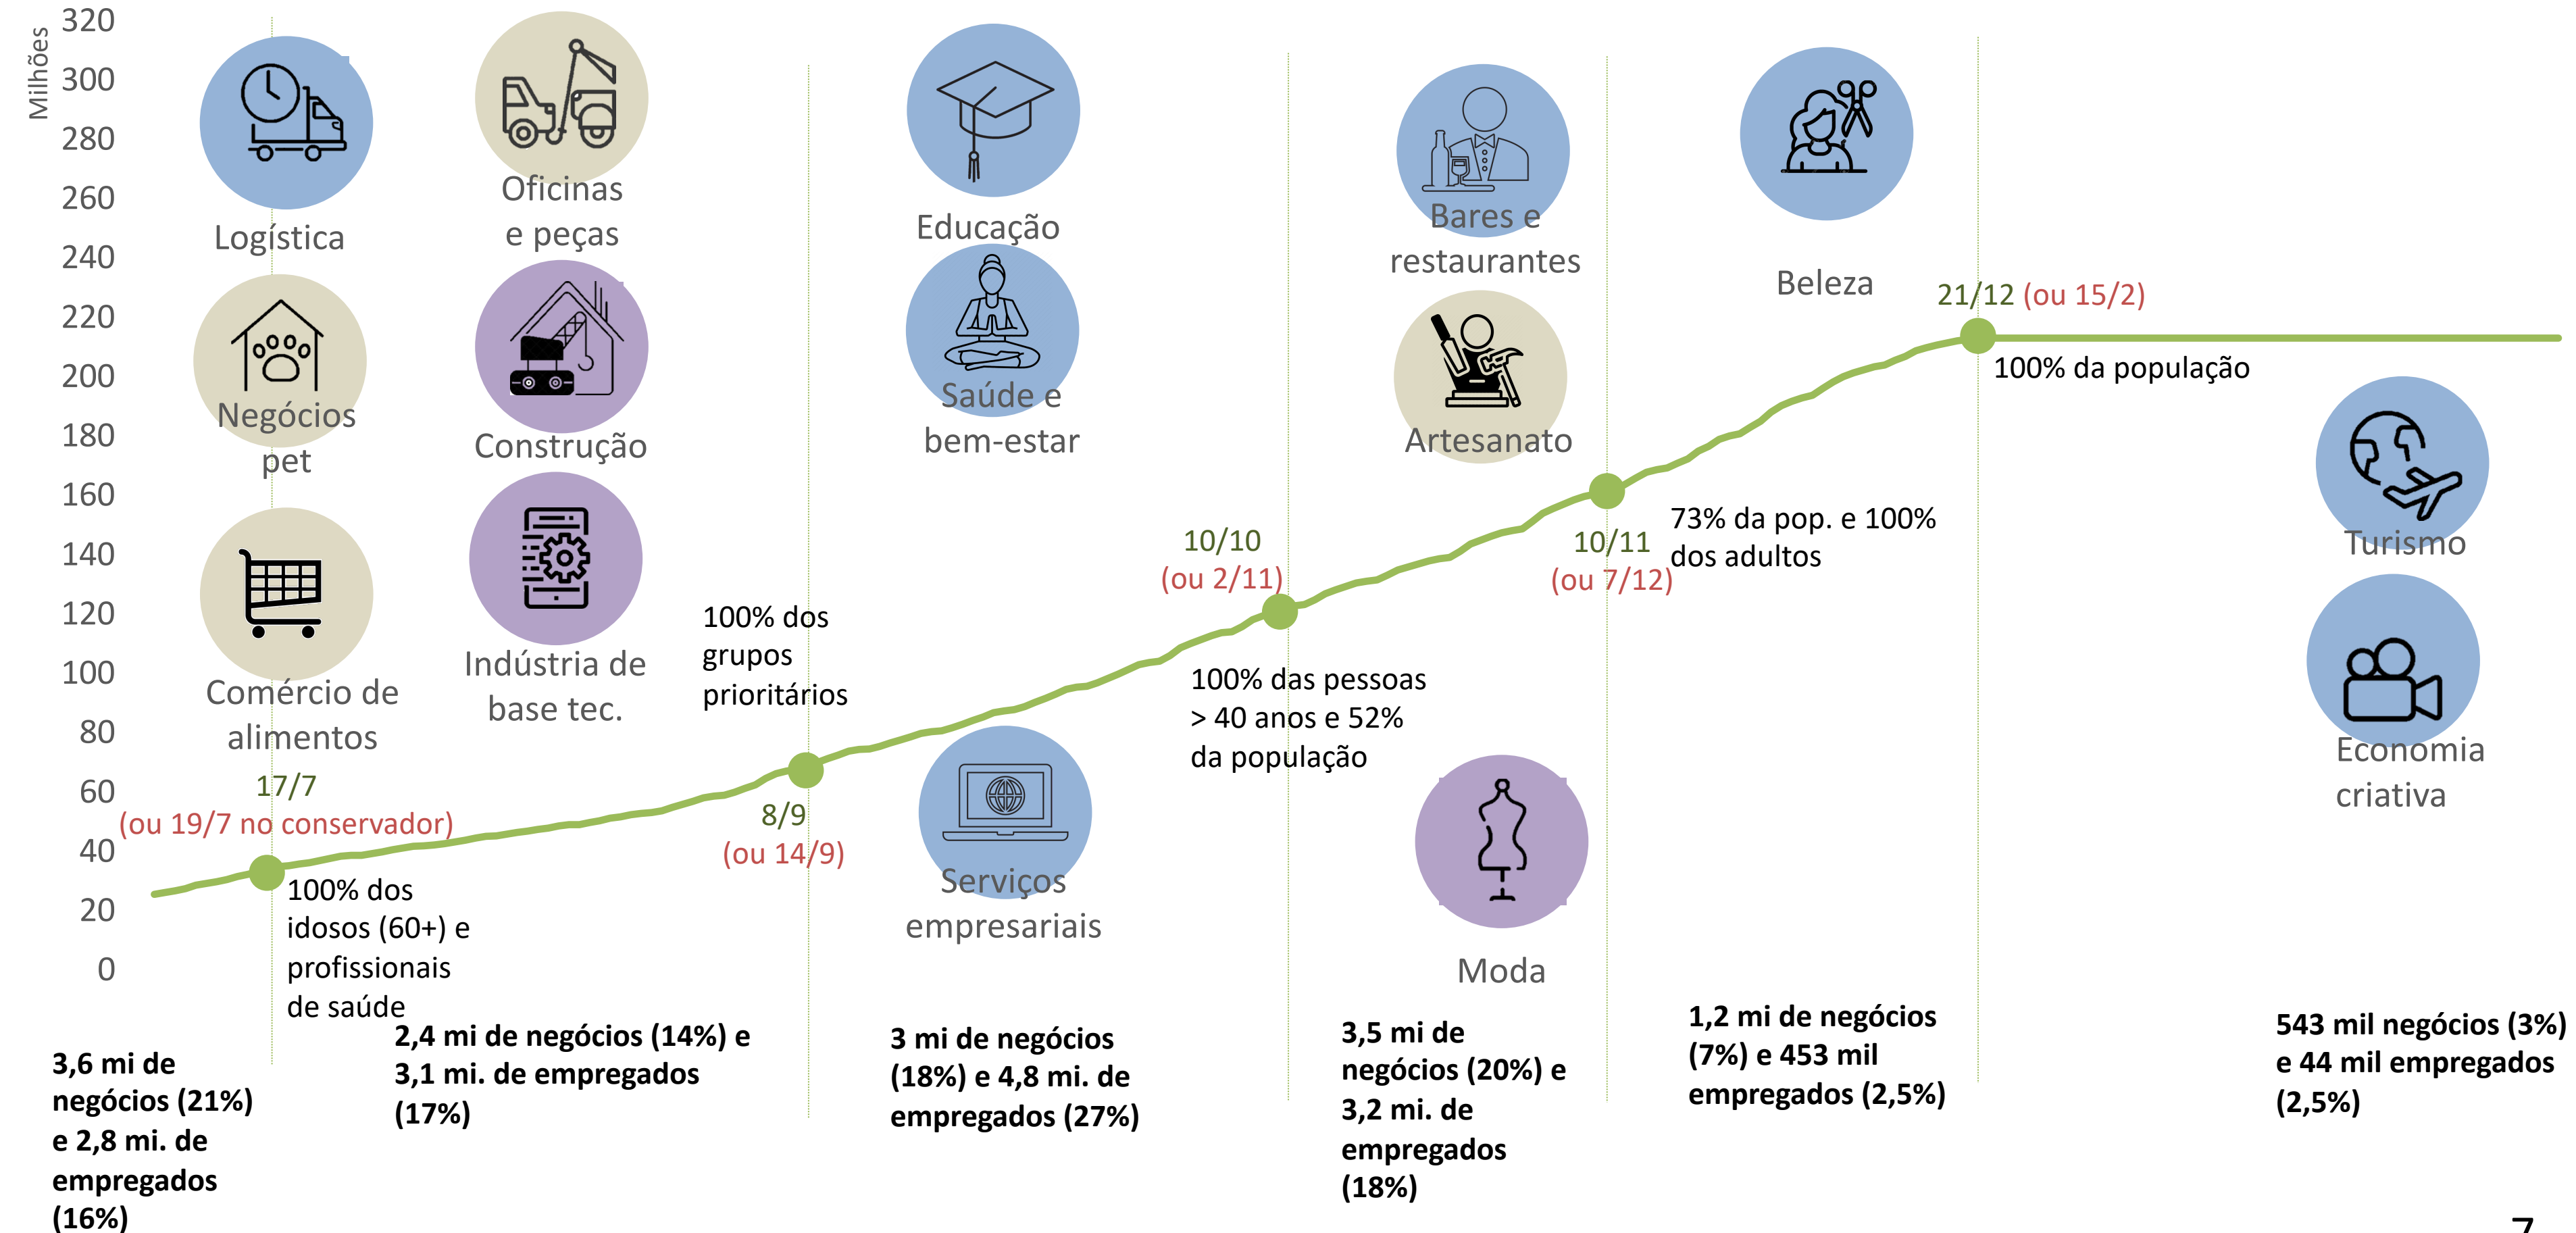 Milhões
320
300
280
260
240
220
200
180
160
140
120
100
80
60
40
20
0
Logística
Negócios
pet
Comércio de
alimentos
17/7
(ou 19/7 no conservador)
100% dos
idosos (60+) e
profissionais
de saúde
3,6 mi de
negócios (21%)
e 2,8 mi. de
empregados
(16%)
Oficinas
e peças
Construção
Indústria de
base tec.
2,4 mi de negócios (14%) e
3,1 mi. de empregados
(17%)
100% dos
grupos
prioritários
8/9
(ou 14/9)
Educação
Saúde e
bem-estar
Serviços
empresariais
3 mi de negócios
(18%) e 4,8 mi. de
empregados (27%)
10/10
(ou 2/11)
100% das pessoas
> 40 anos e 52%
da população
Bares e
restaurantes
Artesanato
Moda
3,5 mi de
negócios (20%) e
3,2 mi. de
empregados
(18%)
10/11
(ou 7/12)
73% da pop. e 100%
dos adultos
Beleza
1,2 mi de negócios
(7%) e 453 mil
empregados (2,5%)
21/12 (ou 15/2)
100% da população
Turismo
Economia
criativa
543 mil negócios (3%)
e 44 mil empregados
(2,5%)
7